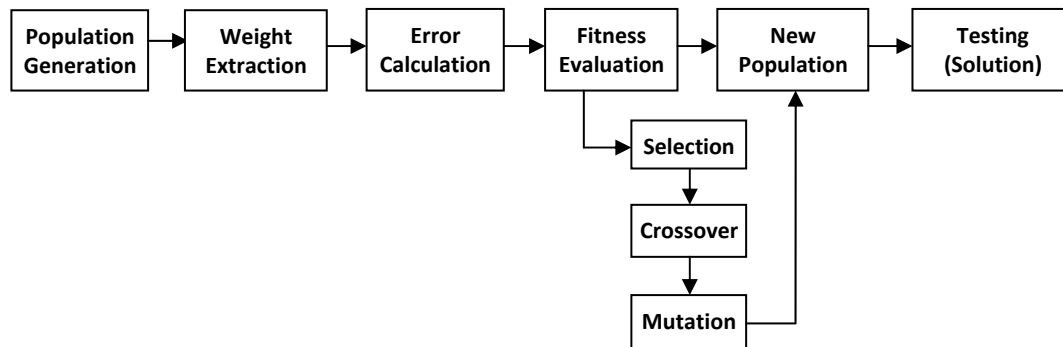 Population
Generation
Weight
Extraction
Error
Calculation
Fitness
Evaluation
New
Population
Testing
(Solution)
Selection
Crossover
Mutation